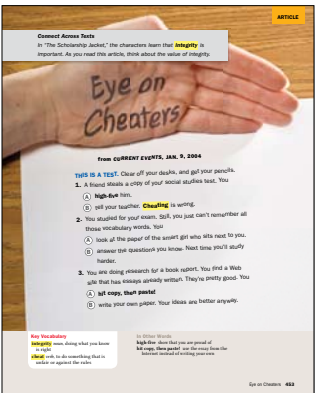 ARTICLE
Connect Across Texts
In "The Scholarship Jacket," the characters learn that integrity is
important. As you read this article, think about the value of integrity.
Eye on
Cheaters
from CURRENT EVENTS, JAN. 9, 2004
THIS IS A TEST. Clear off your desks, and get your pencils.
1. A friend steals a copy of your social studies test. You
A high-five him.
B tell your teacher. Cheating is wrong.
2. You studied for your exam. Still, you just can't remember all
those vocabulary words. You
A look at the paper of the smart girl who sits next to you.
B answer the questions you know. Next time you'll study
harder.
3. You are doing research for a book report. You find a Web
site that has essays already written. They're pretty good. You
A hit copy, then paste!
B write your own paper. Your ideas are better anyway.
Key Vocabulary
integrity noun, doing what you know
is right
cheat verb, to do something that is
unfair or against the rules
In Other Words
high-five show that you are proud of
hit copy, then paste! use the essay from the
Internet instead of writing your own
Eye on Cheaters 453